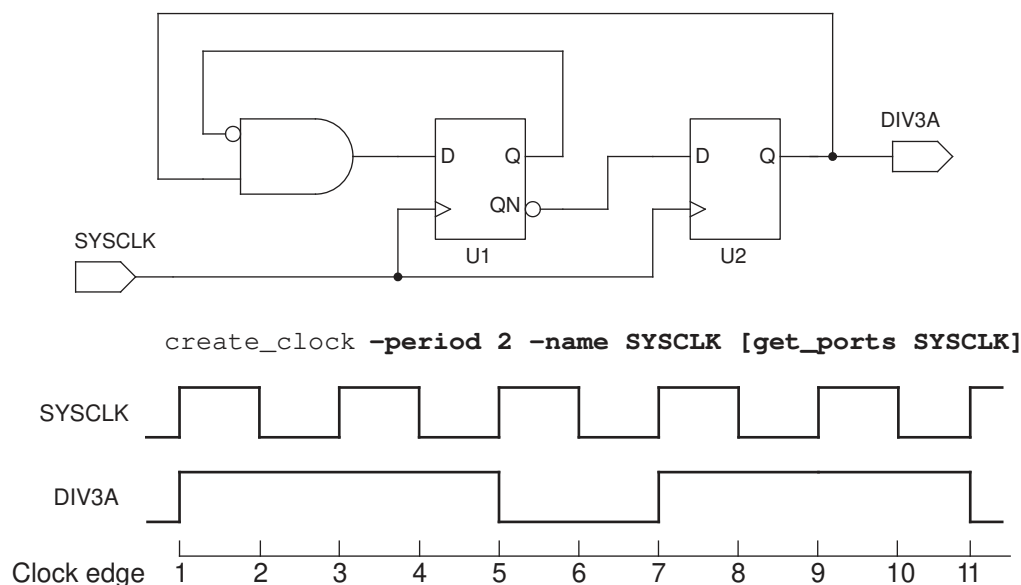 DIV3A
D Q
QN
U1
D Q
U2
SYSCLK
create_clock –period 2 –name SYSCLK [get_ports SYSCLK]
SYSCLK
DIV3A
Clock edge 1 2 3 4 5 6 7 8 9 10 11